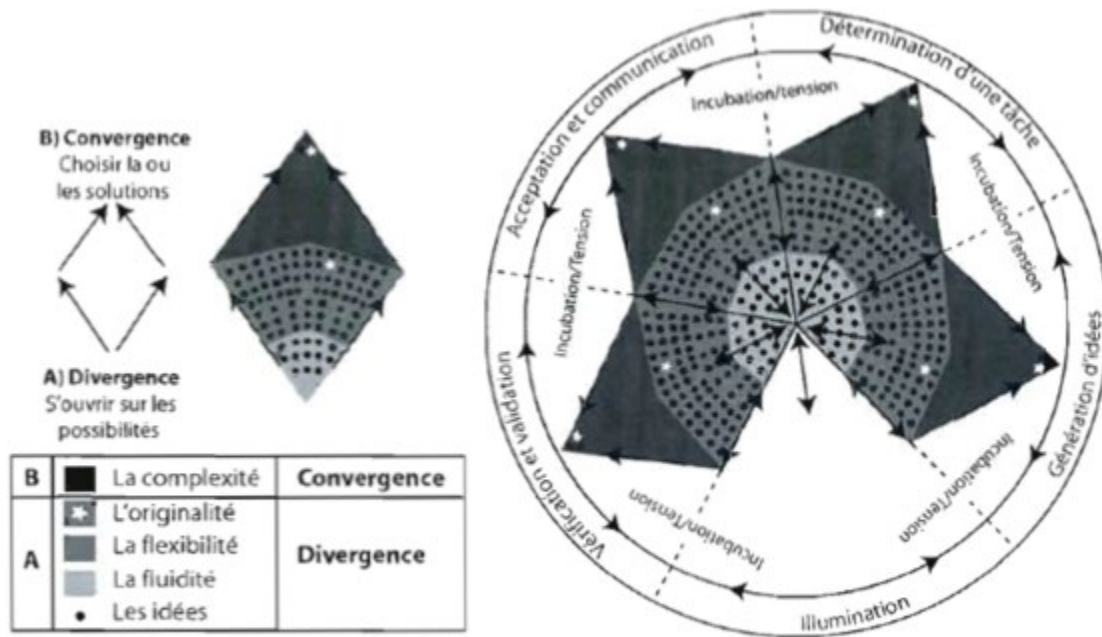 B) Convergence
Choisir la ou
les solutions
A) Divergence
S'ouvrir sur les
possibilités
B
La complexité
Convergence
A
L'originalité
La flexibilité
La fluidité
Les idées
Divergence
Acceptation et communication
Détermination d'une tâche
Génération d'idées
Illumination
Vérification et validation
Incubation/tension
Incubation/Tension
Incubation/Tension
Incubation/Tension
Incubation/Tension